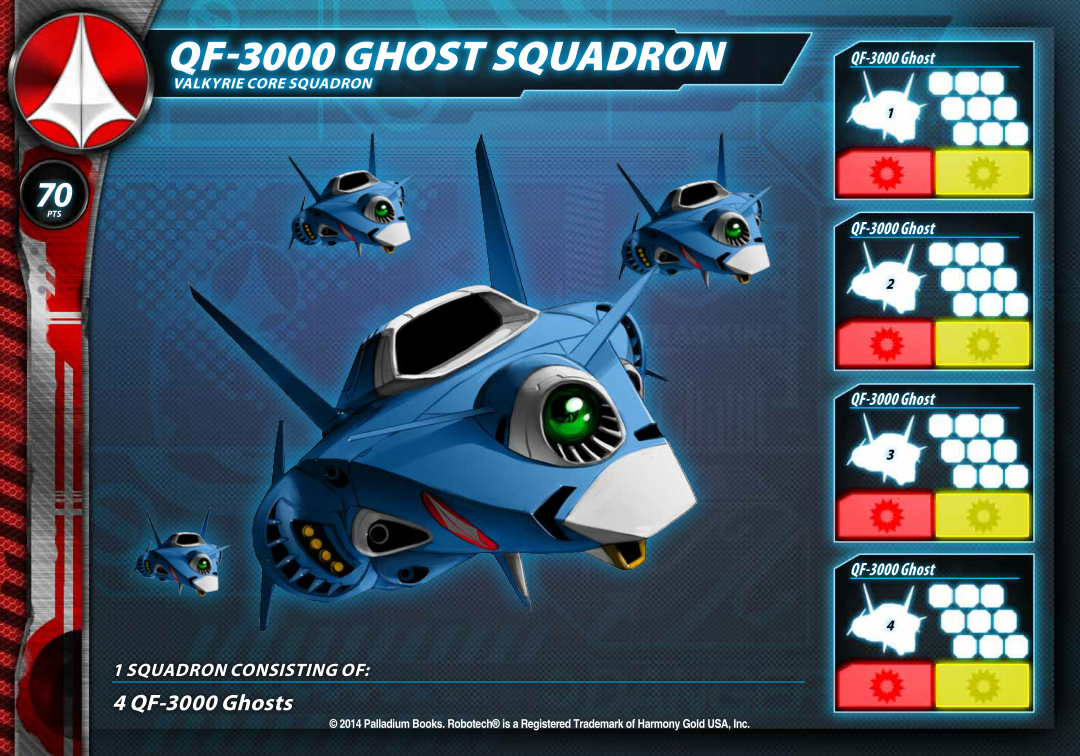 QF-3000 GHOST SQUADRON
VALKYRIE CORE SQUADRON
70
PTS
QF-3000 Ghost
1
QF-3000 Ghost
2
QF-3000 Ghost
3
QF-3000 Ghost
4
1 SQUADRON CONSISTING OF:
4 QF-3000 Ghosts
© 2014 Palladium Books. Robotech® is a Registered Trademark of Harmony Gold USA, Inc.